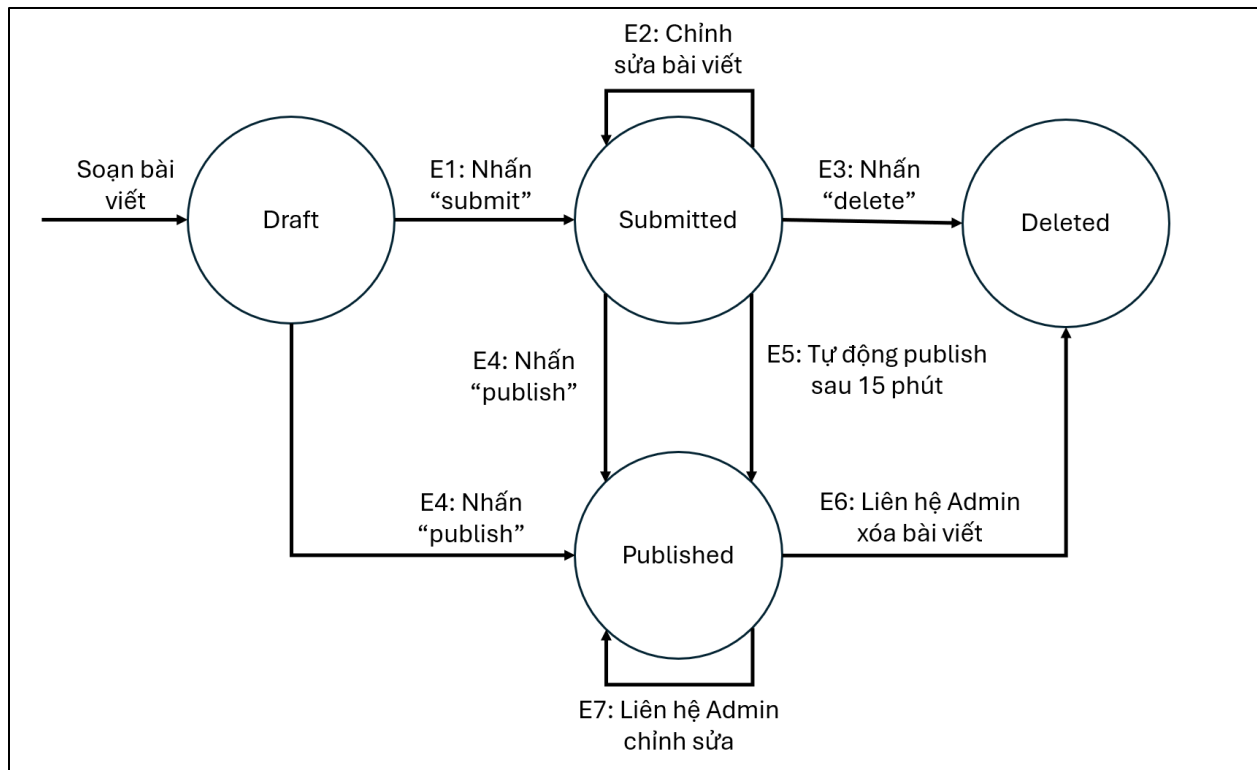 E2: Chỉnh
sửa bài viết
Soạn bài
viết
E1: Nhấn
“submit”
E3: Nhấn
“delete”
Draft
Submitted
Deleted
E4: Nhấn
“publish”
E5: Tự động publish
sau 15 phút
E4: Nhấn
“publish”
E6: Liên hệ Admin
xóa bài viết
Published
E7: Liên hệ Admin
chỉnh sửa